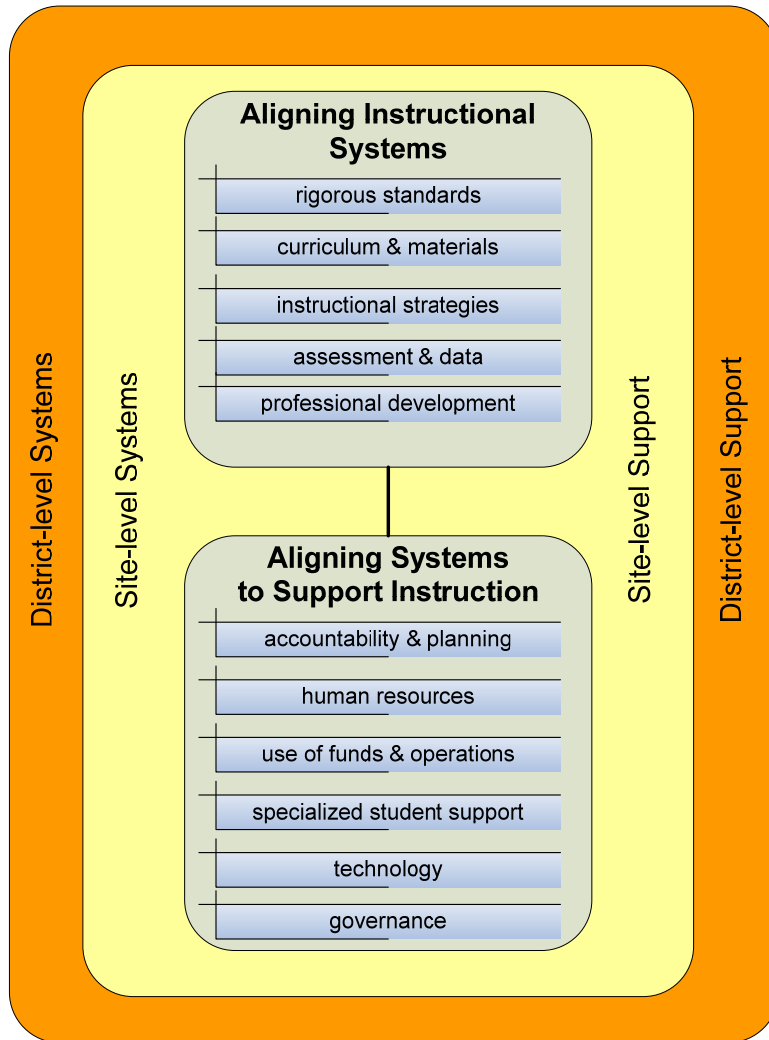 Aligning Instructional
Systems
rigorous standards
curriculum & materials
instructional strategies
assessment & data
professional development
District-level Systems
Site-level Systems
Site-level Support
District-level Support
Aligning Systems
to Support Instruction
accountability & planning
human resources
use of funds & operations
specialized student support
technology
governance